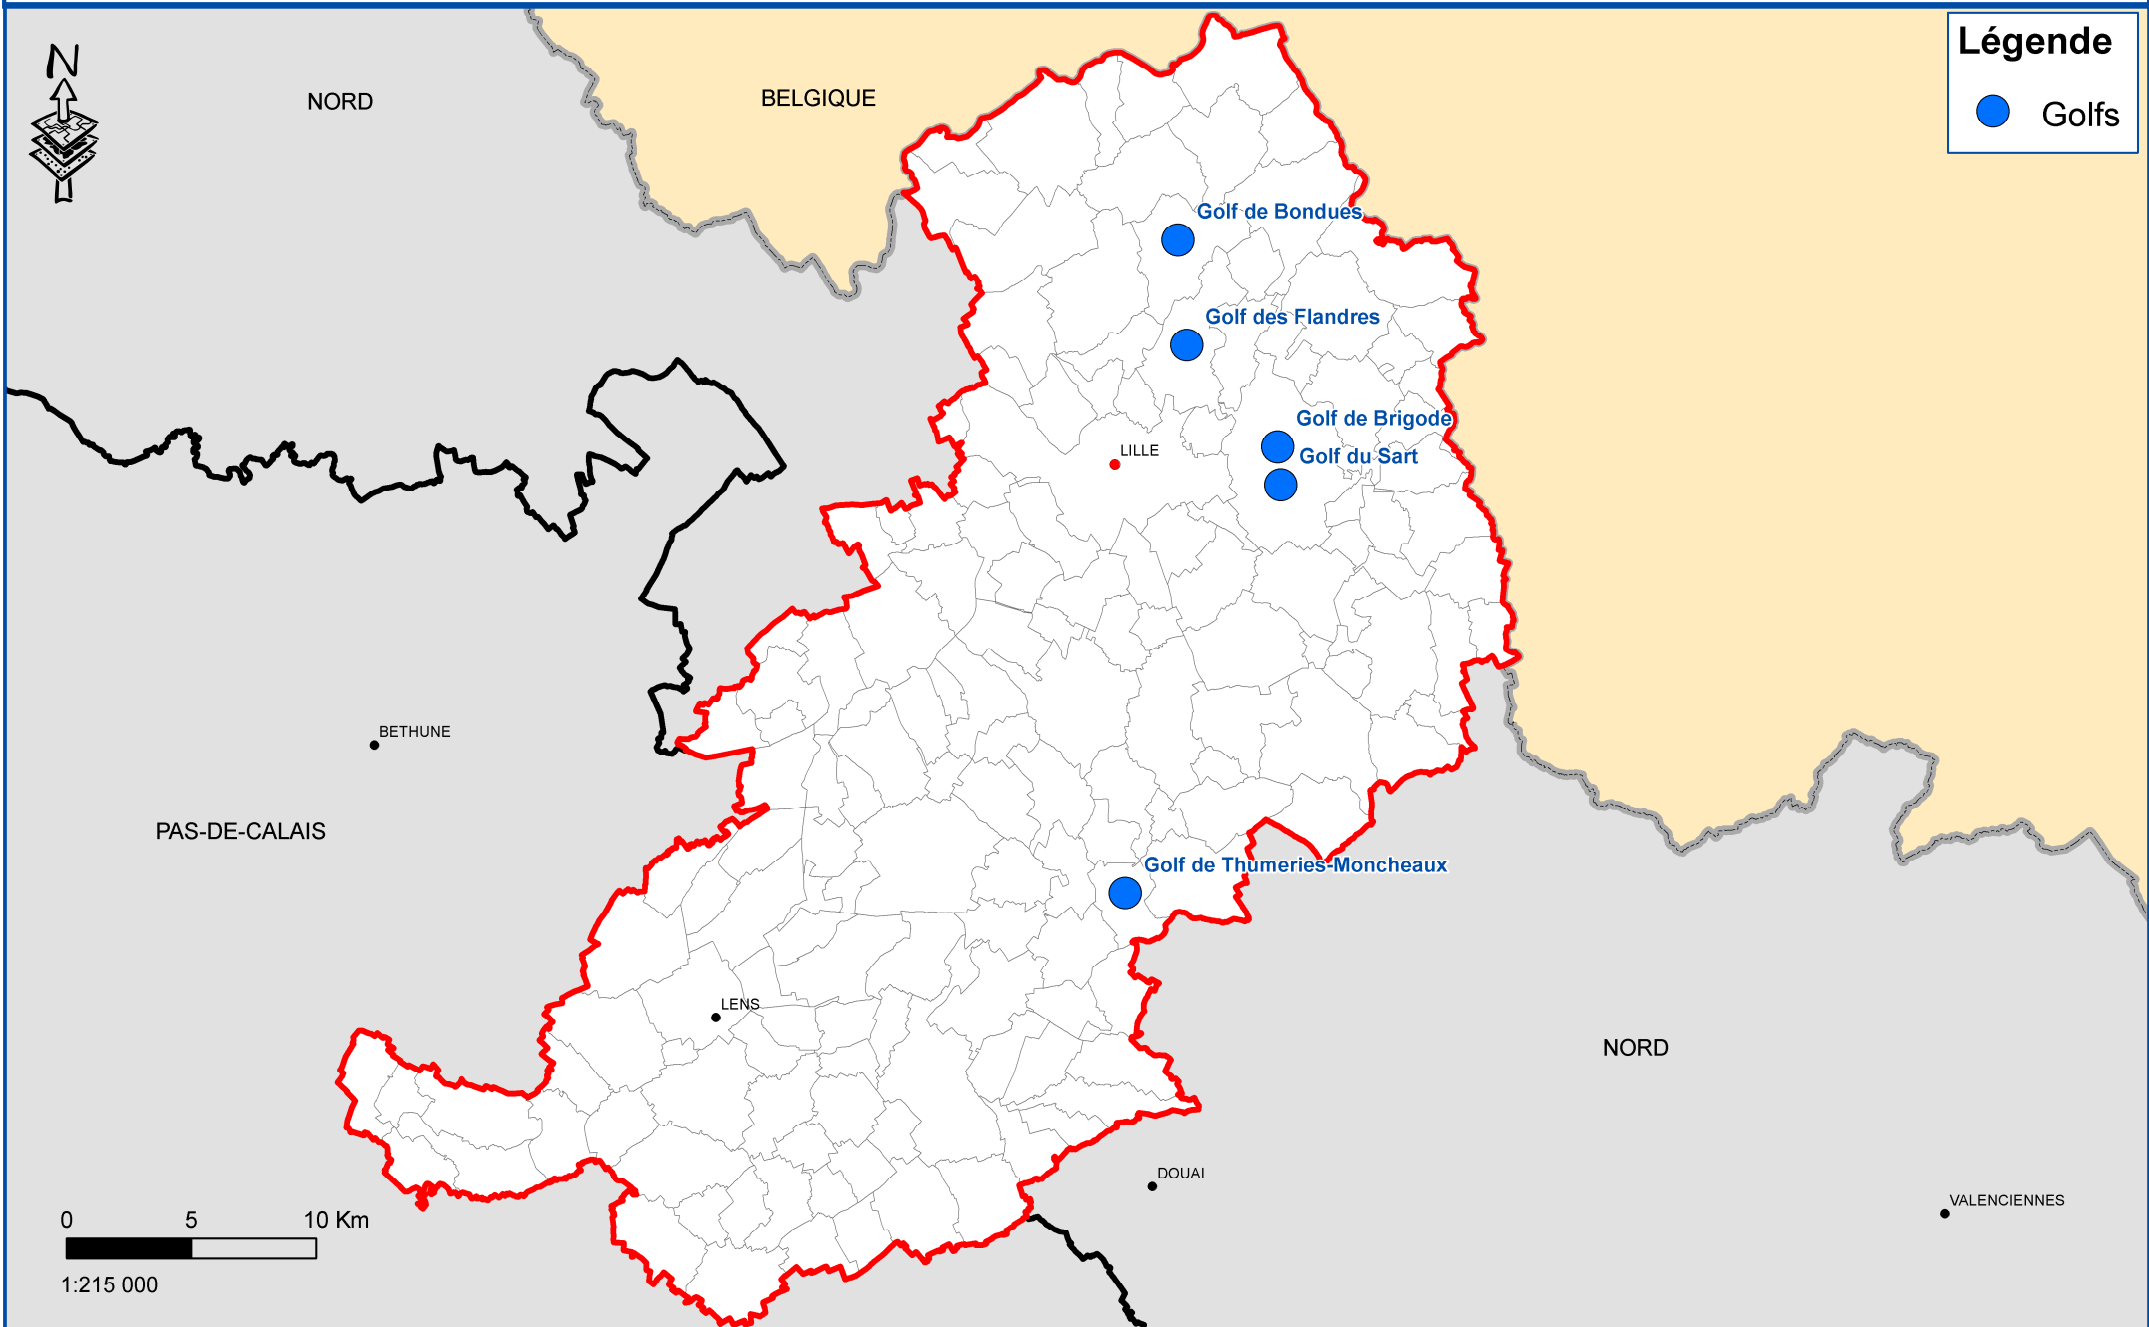 N
NORD
BELGIQUE
Légende
Golfs
Golf de Bondues
Golf des Flandres
Golf de Brigode
LILLE
Golf du Sart
BETHUNE
PAS-DE-CALAIS
Golf de Thumeries-Moncheaux
LENS
NORD
DOUAI
VALENCIENNES
0 5 10 Km
1:215 000